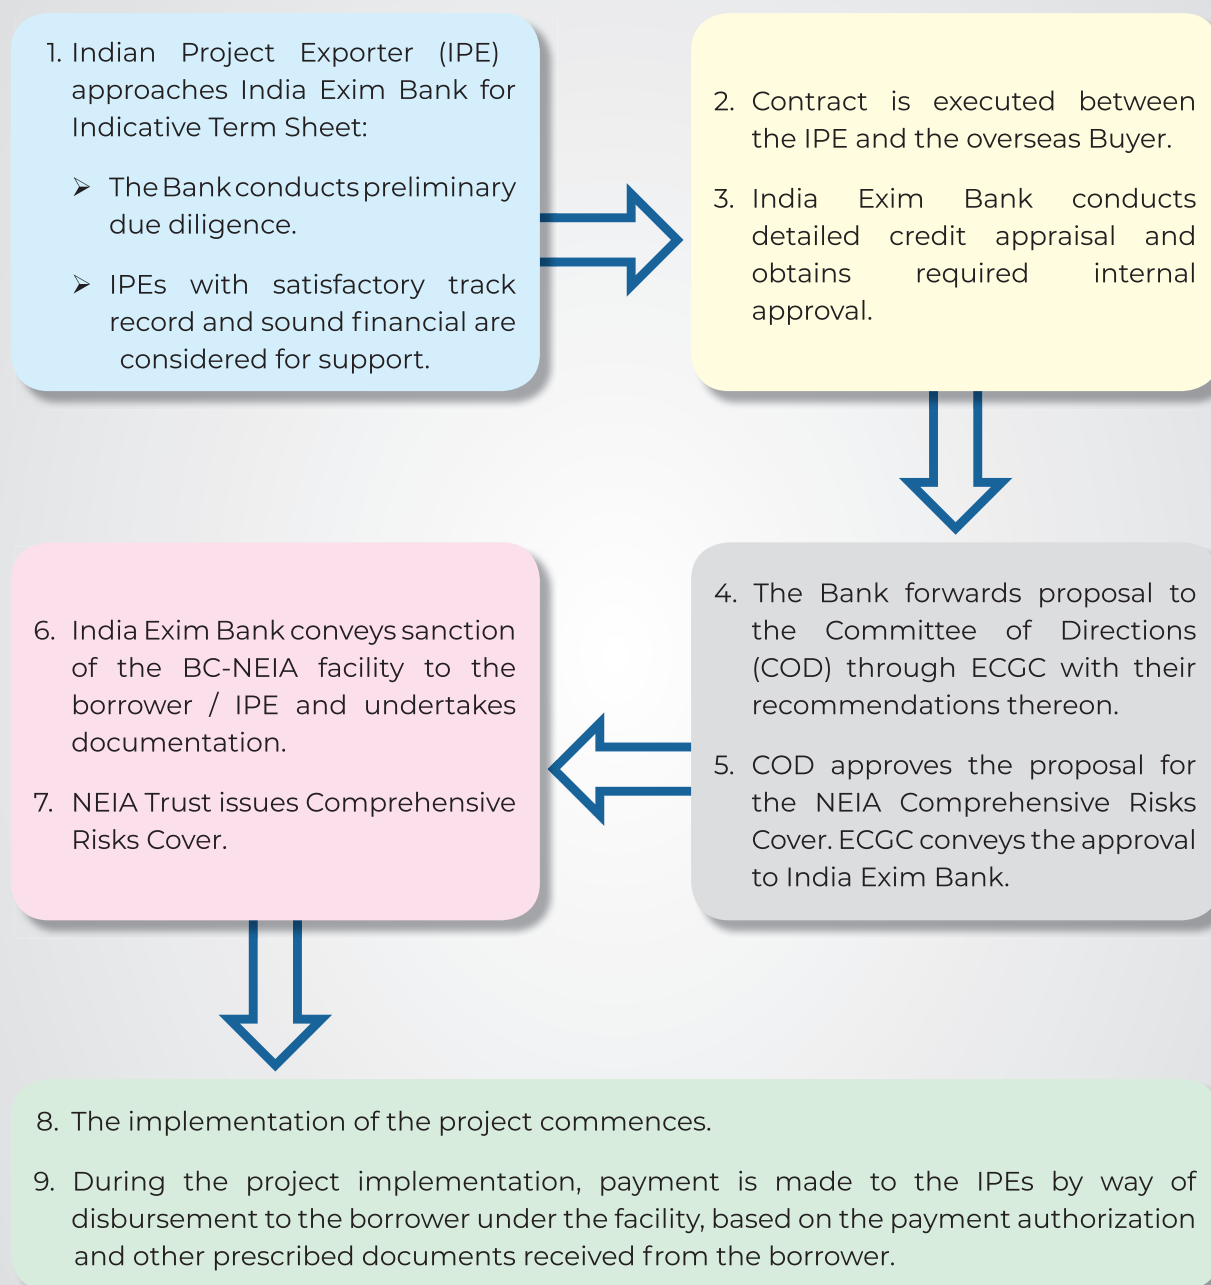 1. Indian Project Exporter (IPE)
approaches India Exim Bank for
Indicative Term Sheet:
➢ The Bank conducts preliminary
due diligence.
➢ IPEs with satisfactory track
record and sound financial are
considered for support.
2. Contract is executed between
the IPE and the overseas Buyer.
3. India Exim Bank conducts
detailed credit appraisal and
obtains required internal
approval.
4. The Bank forwards proposal to
the Committee of Directions
(COD) through ECGC with their
recommendations thereon.
5. COD approves the proposal for
the NEIA Comprehensive Risks
Cover. ECGC conveys the approval
to India Exim Bank.
6. India Exim Bank conveys sanction
of the BC-NEIA facility to the
borrower / IPE and undertakes
documentation.
7. NEIA Trust issues Comprehensive
Risks Cover.
8. The implementation of the project commences.
9. During the project implementation, payment is made to the IPEs by way of
disbursement to the borrower under the facility, based on the payment authorization
and other prescribed documents received from the borrower.